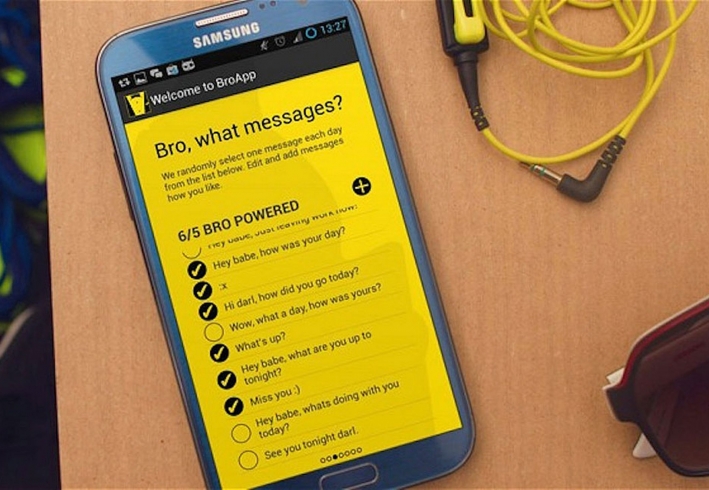 SAMSUNG
13:27
Welcome to BroApp
Bro, what messages?
We randomly select one message each day
from the list below. Edit and add messages
how you like.
6/5 BRO POWERED
Hey babe, Just leaving work now!
Hey babe, how was your day?
:x
Hi darl, how did you go today?
Wow, what a day, how was yours?
What's up?
Hey babe, what are you up to
tonight?
Miss you :)
Hey babe, whats doing with you
today?
See you tonight darl.